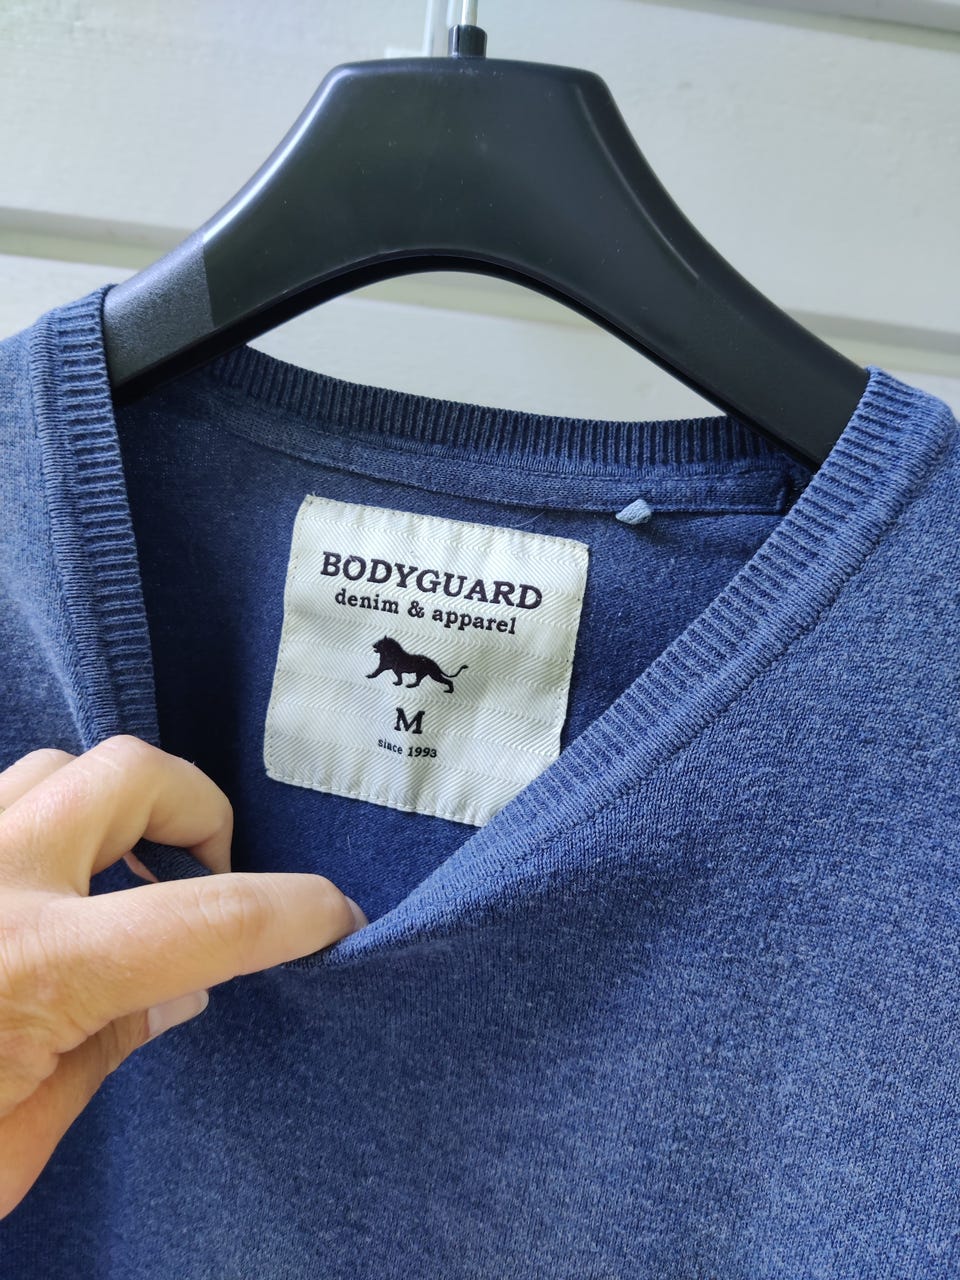 BODYGUARD
denim & apparel
M
since 1993